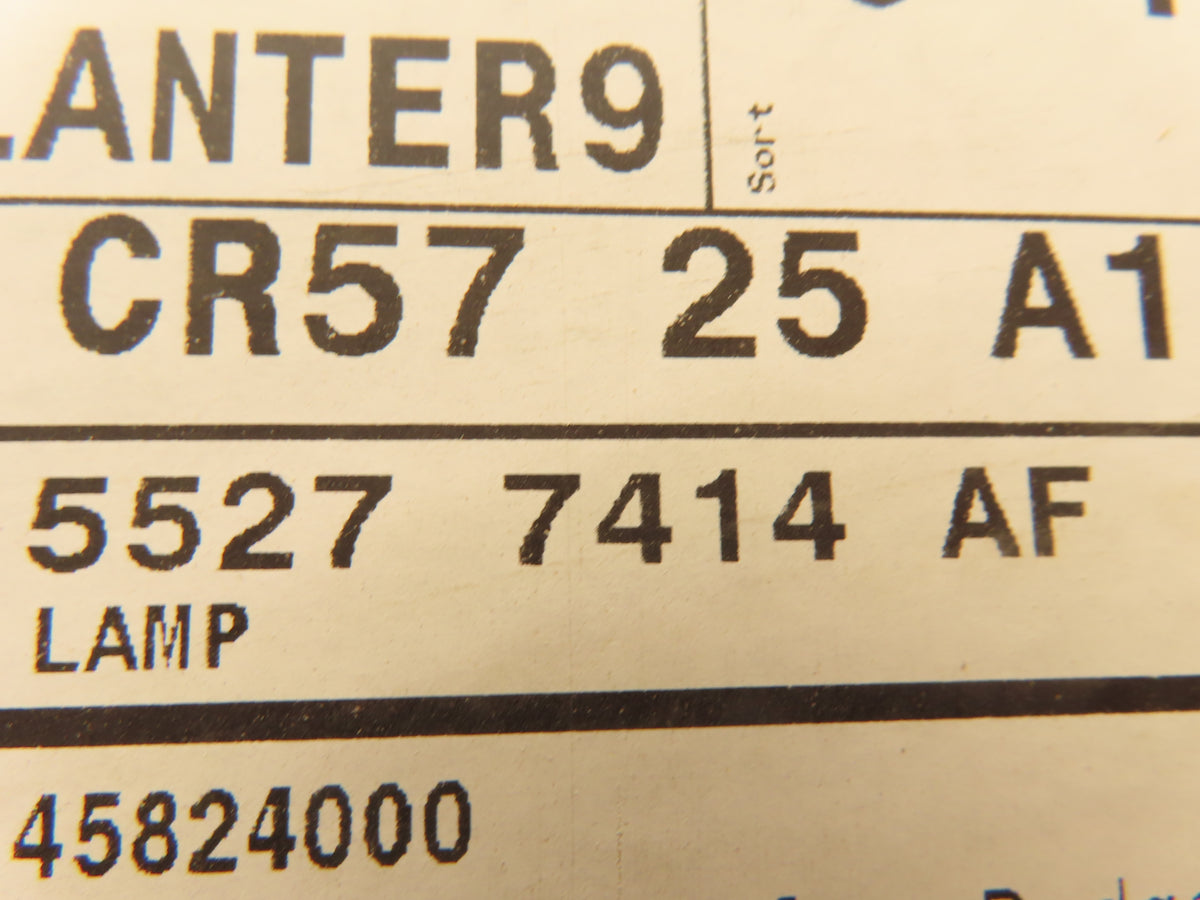 LANTER9
Sort
CR57 25 A1
5527 7414 AF
LAMP
45824000